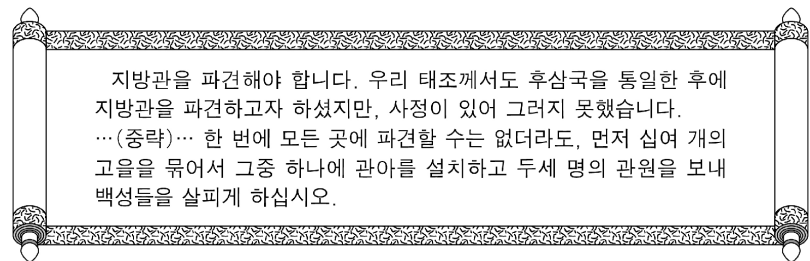 지방관을 파견해야 합니다. 우리 태조께서도 후삼국을 통일한 후에
지방관을 파견하고자 하셨지만, 사정이 있어 그러지 못했습니다.
…(중략)… 한 번에 모든 곳에 파견할 수는 없더라도, 먼저 십여 개의
고을을 묶어서 그중 하나에 관아를 설치하고 두세 명의 관원을 보내
백성들을 살피게 하십시오.